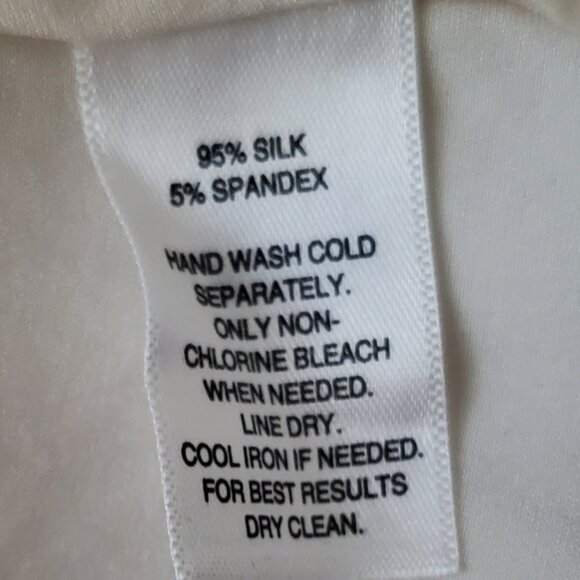 95% SILK
5% SPANDEX
HAND WASH COLD
SEPARATELY.
ONLY NON-
CHLORINE BLEACH
WHEN NEEDED.
LINE DRY.
COOL IRON IF NEEDED.
FOR BEST RESULTS
DRY CLEAN.